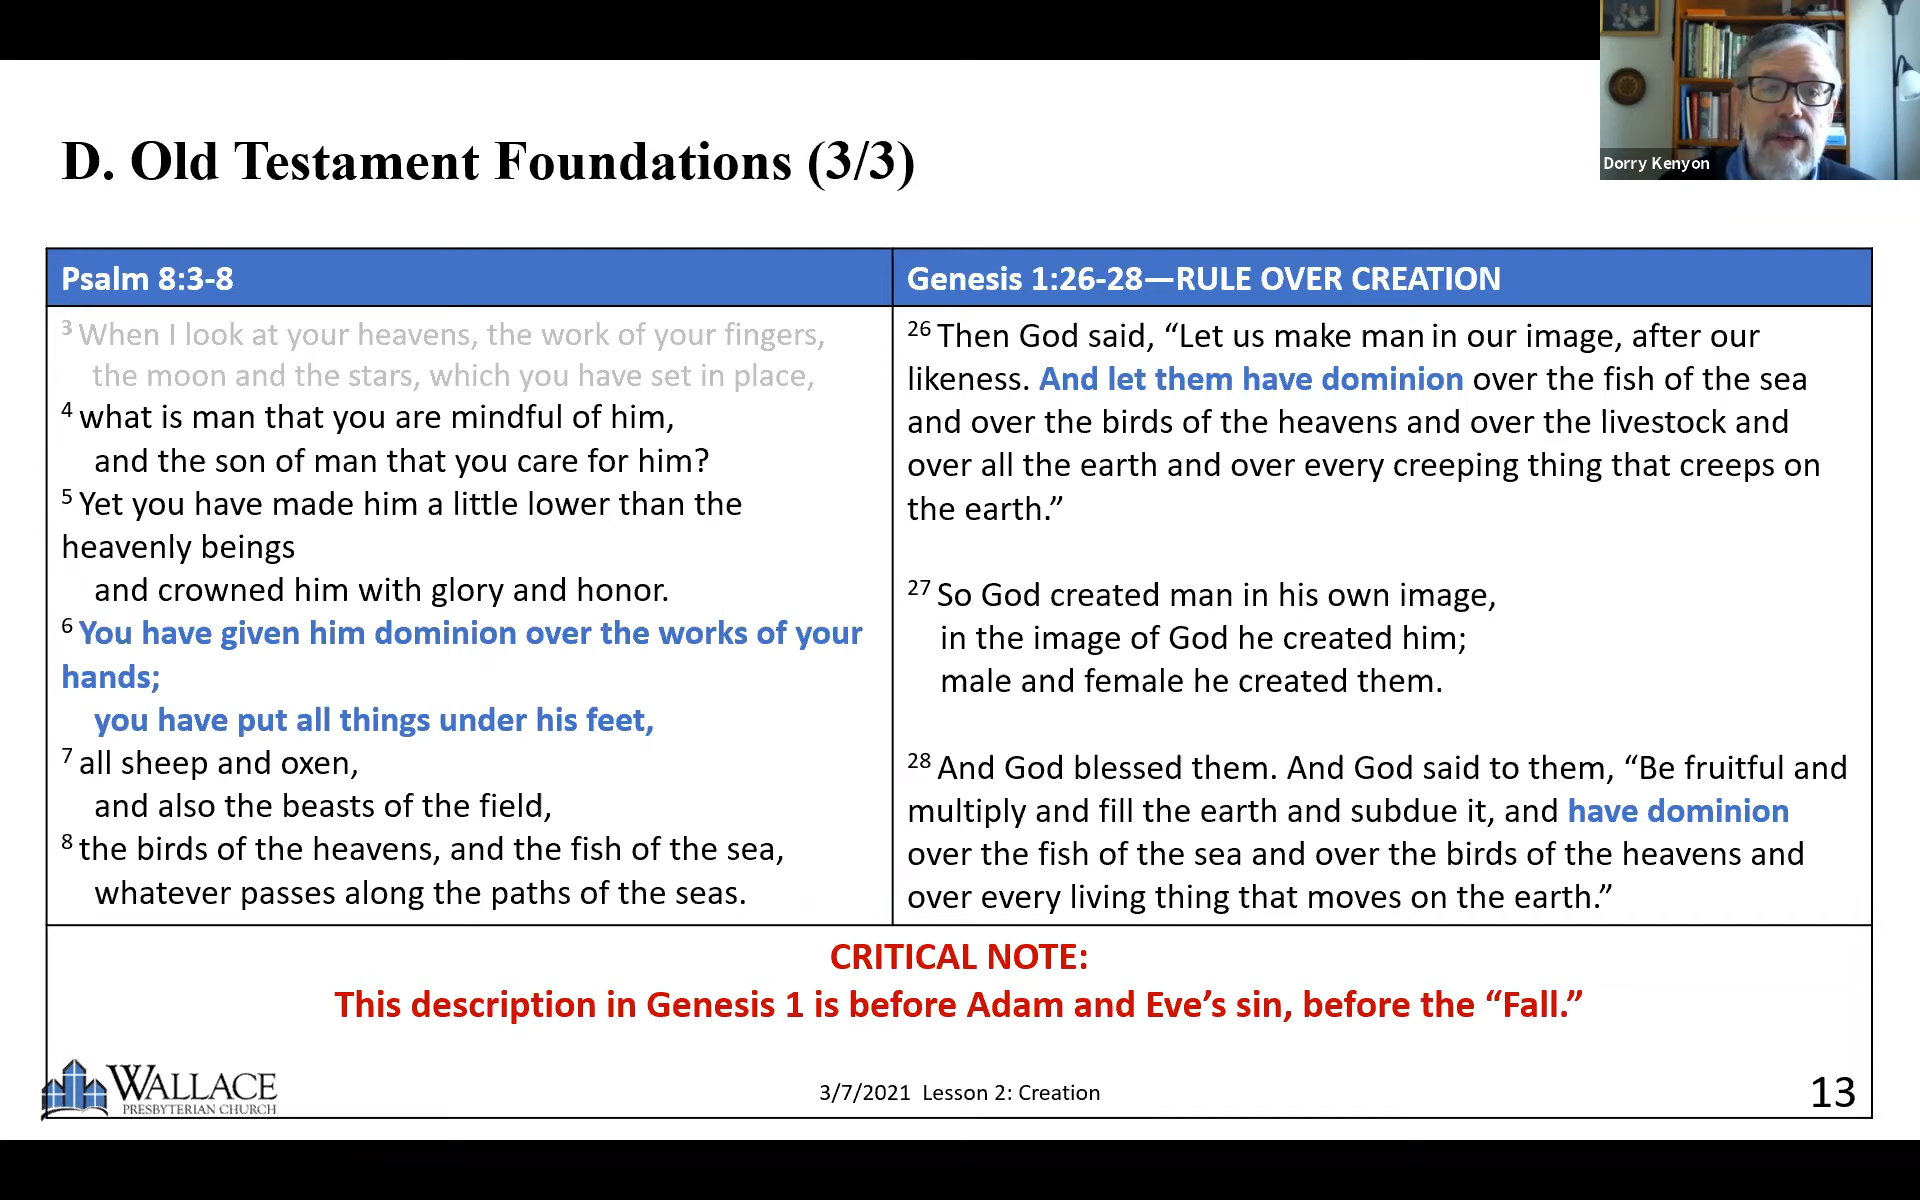 Dorry Kenyon
D. Old Testament Foundations (3/3)
Psalm 8:3-8
3 When I look at your heavens, the work of your fingers,
the moon and the stars, which you have set in place,
4 what is man that you are mindful of him,
and the son of man that you care for him?
5 Yet you have made him a little lower than the
heavenly beings
and crowned him with glory and honor.
6 You have given him dominion over the works of your
hands;
you have put all things under his feet,
7 all sheep and oxen,
and also the beasts of the field,
8 the birds of the heavens, and the fish of the sea,
whatever passes along the paths of the seas.
Genesis 1:26-28—RULE OVER CREATION
26 Then God said, “Let us make man in our image, after our
likeness. And let them have dominion over the fish of the sea
and over the birds of the heavens and over the livestock and
over all the earth and over every creeping thing that creeps on
the earth.”
27 So God created man in his own image,
in the image of God he created him;
male and female he created them.
28 And God blessed them. And God said to them, “Be fruitful and
multiply and fill the earth and subdue it, and have dominion
over the fish of the sea and over the birds of the heavens and
over every living thing that moves on the earth.”
CRITICAL NOTE:
This description in Genesis 1 is before Adam and Eve’s sin, before the “Fall.”
WALLACE
PRESBYTERIAN CHURCH
3/7/2021 Lesson 2: Creation
13